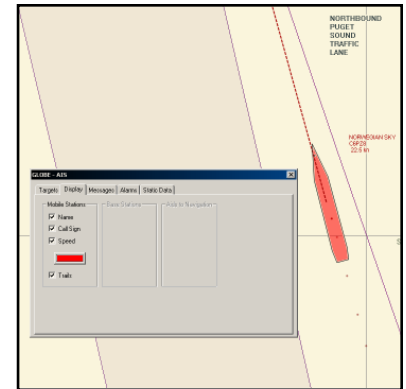 NORTHBOUND
PUGET
SOUND
TRAFFIC
LANE
NORWEGIAN SKY
C6PZ8
22.5 kn
GLOBE - AIS
Targets Display Messages Alarms Static Data
Mobile Stations Base Stations Aids to Navigation
Name
Call Sign
Speed
Trails
S